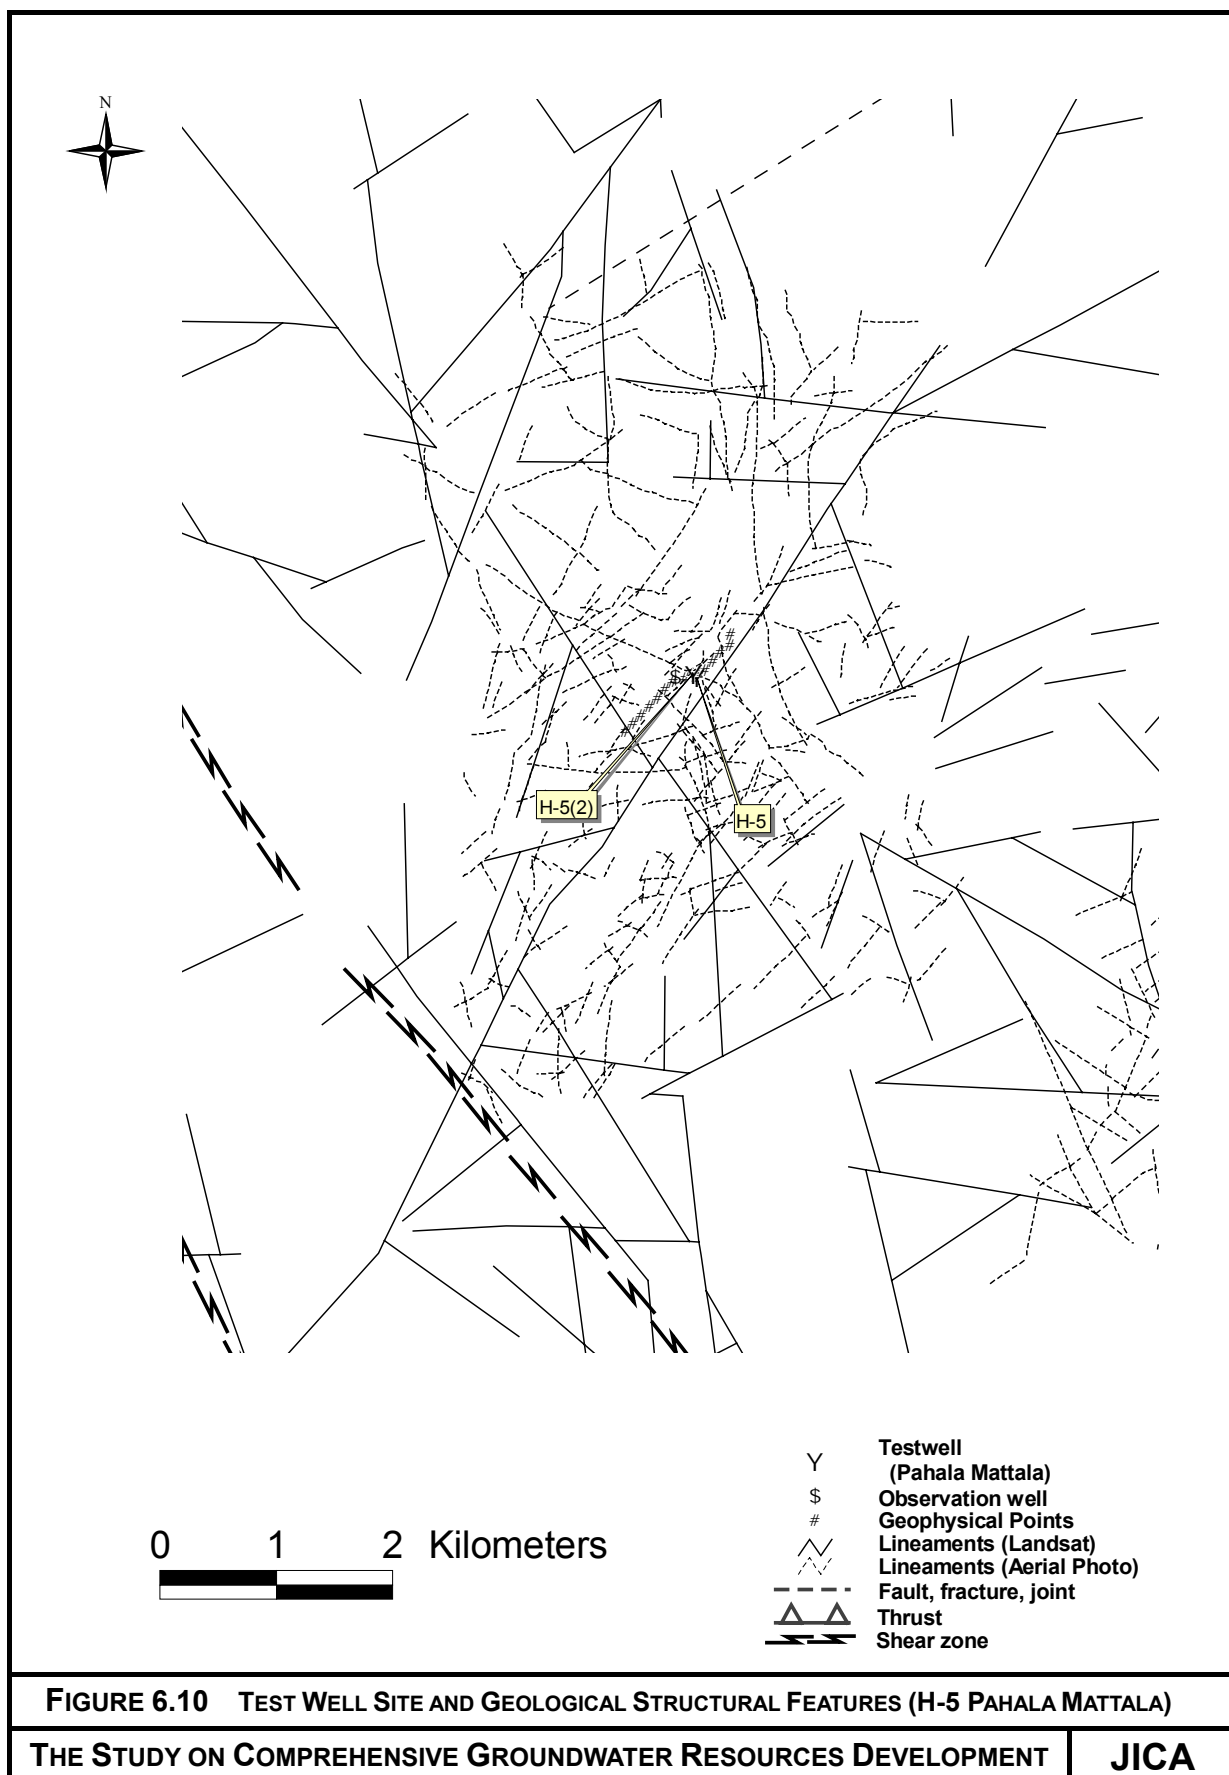 N
H-5(2)
H-5
0 1 2 Kilometers
Y Testwell
(Pahala Mattala)
$ Observation well
# Geophysical Points
Lineaments (Landsat)
Lineaments (Aerial Photo)
Fault, fracture, joint
Thrust
Shear zone
FIGURE 6.10 TEST WELL SITE AND GEOLOGICAL STRUCTURAL FEATURES (H-5 PAHALA MATTALA)
THE STUDY ON COMPREHENSIVE GROUNDWATER RESOURCES DEVELOPMENT JICA